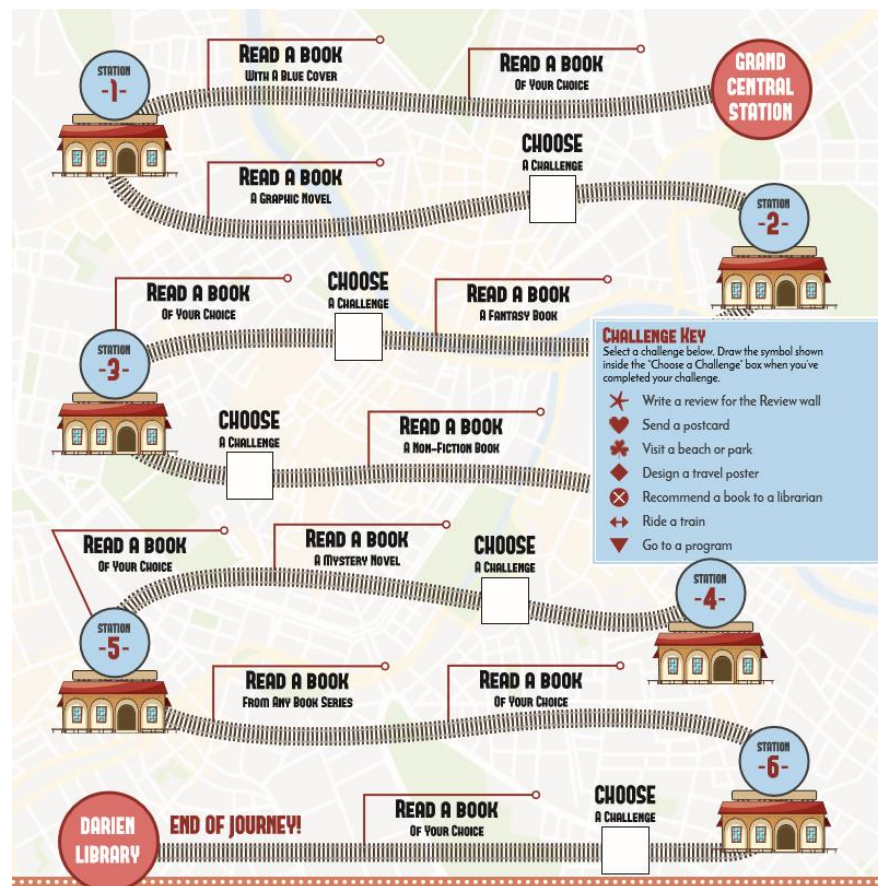 STATION
-1-
READ A BOOK
WITH A BLUE COVER
READ A BOOK
OF YOUR CHOICE
GRAND
CENTRAL
STATION
READ A BOOK
A GRAPHIC NOVEL
CHOOSE
A CHALLENGE
STATION
-2-
READ A BOOK
OF YOUR CHOICE
CHOOSE
A CHALLENGE
READ A BOOK
A FANTASY BOOK
STATION
-3-
CHALLENGE KEY
Select a challenge below. Draw the symbol shown
inside the "Choose a Challenge" box when you've
completed your challenge.
Write a review for the Review wall
Send a postcard
Visit a beach or park
Design a travel poster
Recommend a book to a librarian
Ride a train
Go to a program
CHOOSE
A CHALLENGE
READ A BOOK
A NON-FICTION BOOK
READ A BOOK
OF YOUR CHOICE
READ A BOOK
A MYSTERY NOVEL
CHOOSE
A CHALLENGE
STATION
-4-
STATION
-5-
READ A BOOK
FROM ANY BOOK SERIES
READ A BOOK
OF YOUR CHOICE
STATION
-6-
DARIEN
LIBRARY
END OF JOURNEY!
READ A BOOK
OF YOUR CHOICE
CHOOSE
A CHALLENGE